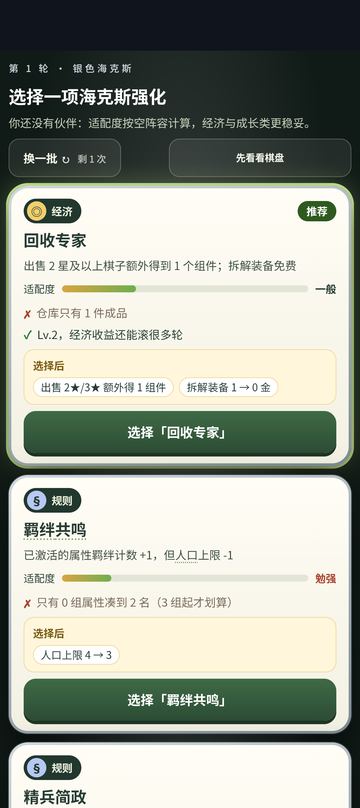 第 1 轮 · 银色海克斯
选择一项海克斯强化
你还没有伙伴：适配度按空阵容计算，经济与成长类更稳妥。
换一批 ↻ 剩 1 次
先看看棋盘
经济
推荐
回收专家
出售 2 星及以上棋子额外得到 1 个组件；拆解装备免费
适配度 一般
✗ 仓库只有 1 件成品
✓ Lv.2，经济收益还能滚很多轮
选择后
出售 2★/3★ 额外得 1 组件 拆解装备 1 → 0 金
选择「回收专家」
§ 规则
羁绊共鸣
已激活的属性羁绊计数 +1，但人口上限 -1
适配度 勉强
✗ 只有 0 组属性凑到 2 名（3 组起才划算）
选择后
人口上限 4 → 3
选择「羁绊共鸣」
§ 规则
精兵简政